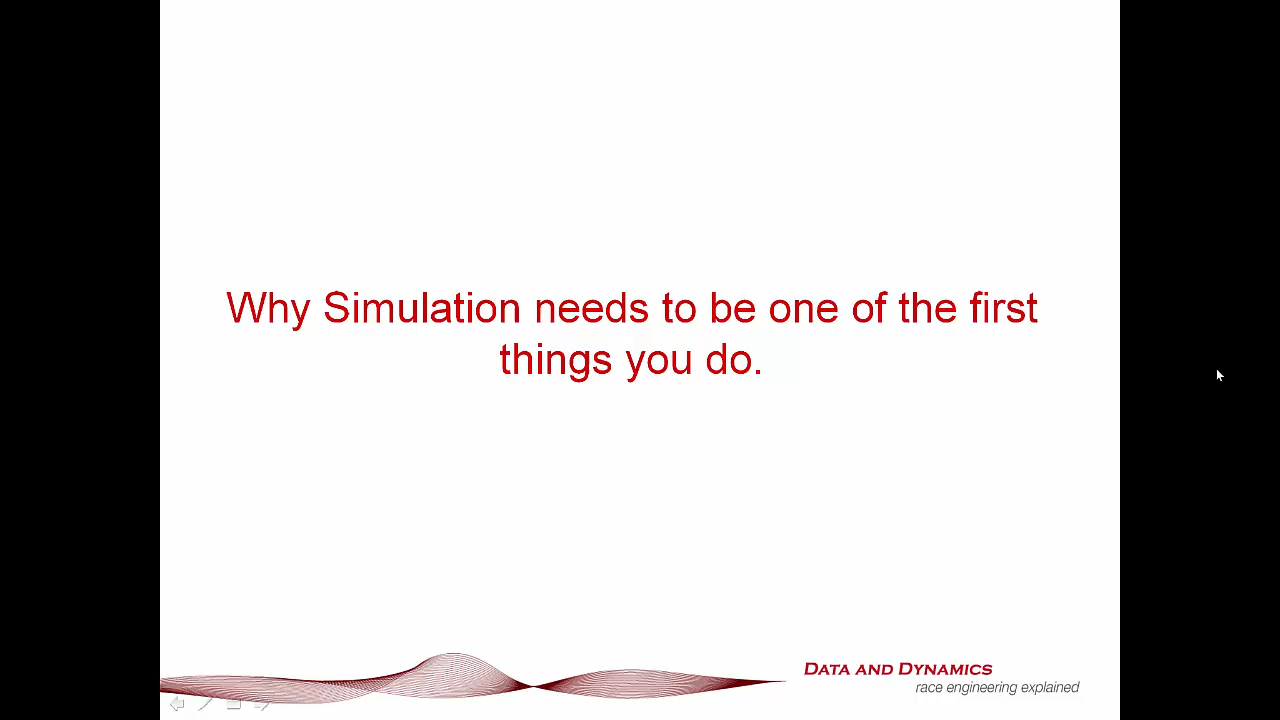 Why Simulation needs to be one of the first
things you do.
DATA AND DYNAMICS
race engineering explained